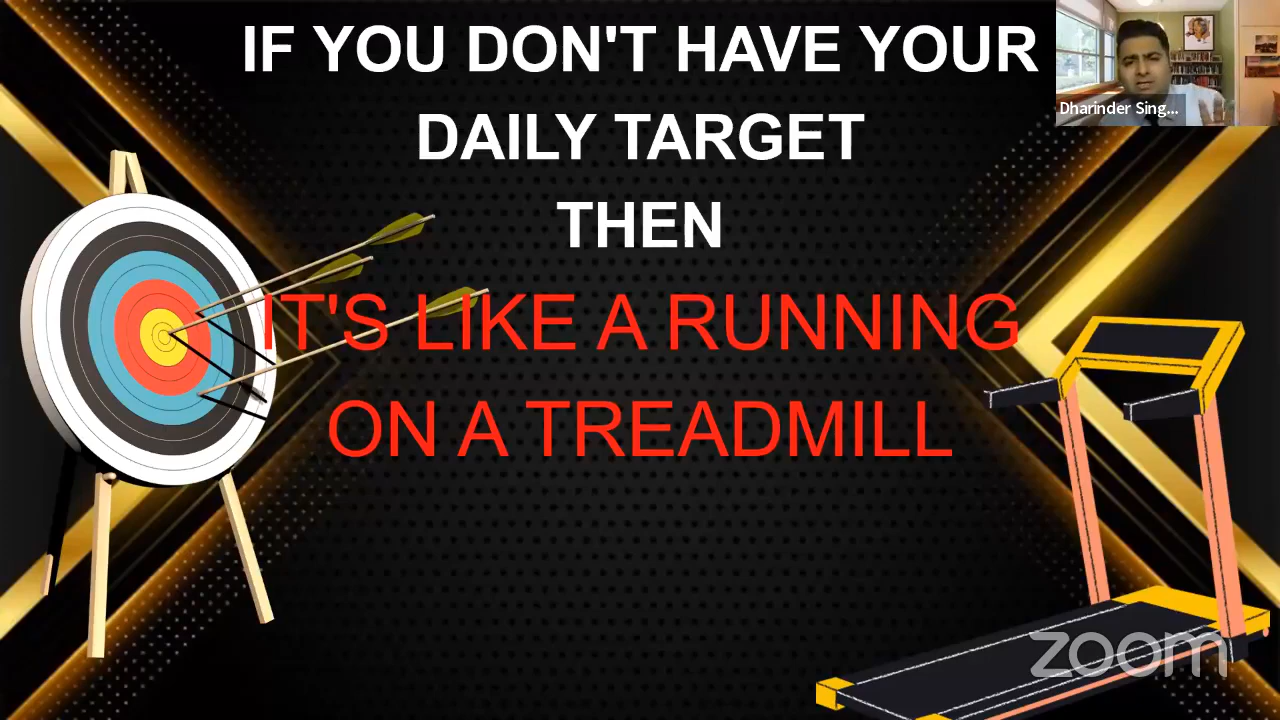 IF YOU DON'T HAVE YOUR
DAILY TARGET
THEN
IT'S LIKE A RUNNING
ON A TREADMILL
Dharinder Sing...
zoom